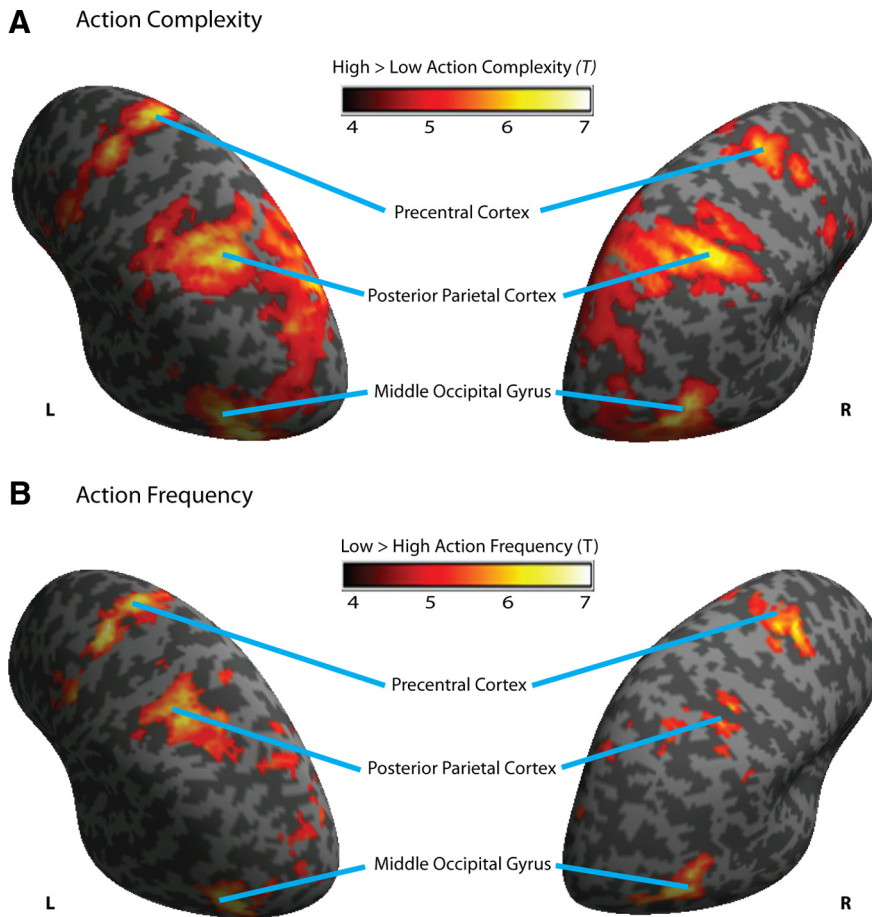 A Action Complexity
High > Low Action Complexity (T)
4 5 6 7
Precentral Cortex
Posterior Parietal Cortex
Middle Occipital Gyrus
L R
B Action Frequency
Low > High Action Frequency (T)
4 5 6 7
Precentral Cortex
Posterior Parietal Cortex
Middle Occipital Gyrus
L R